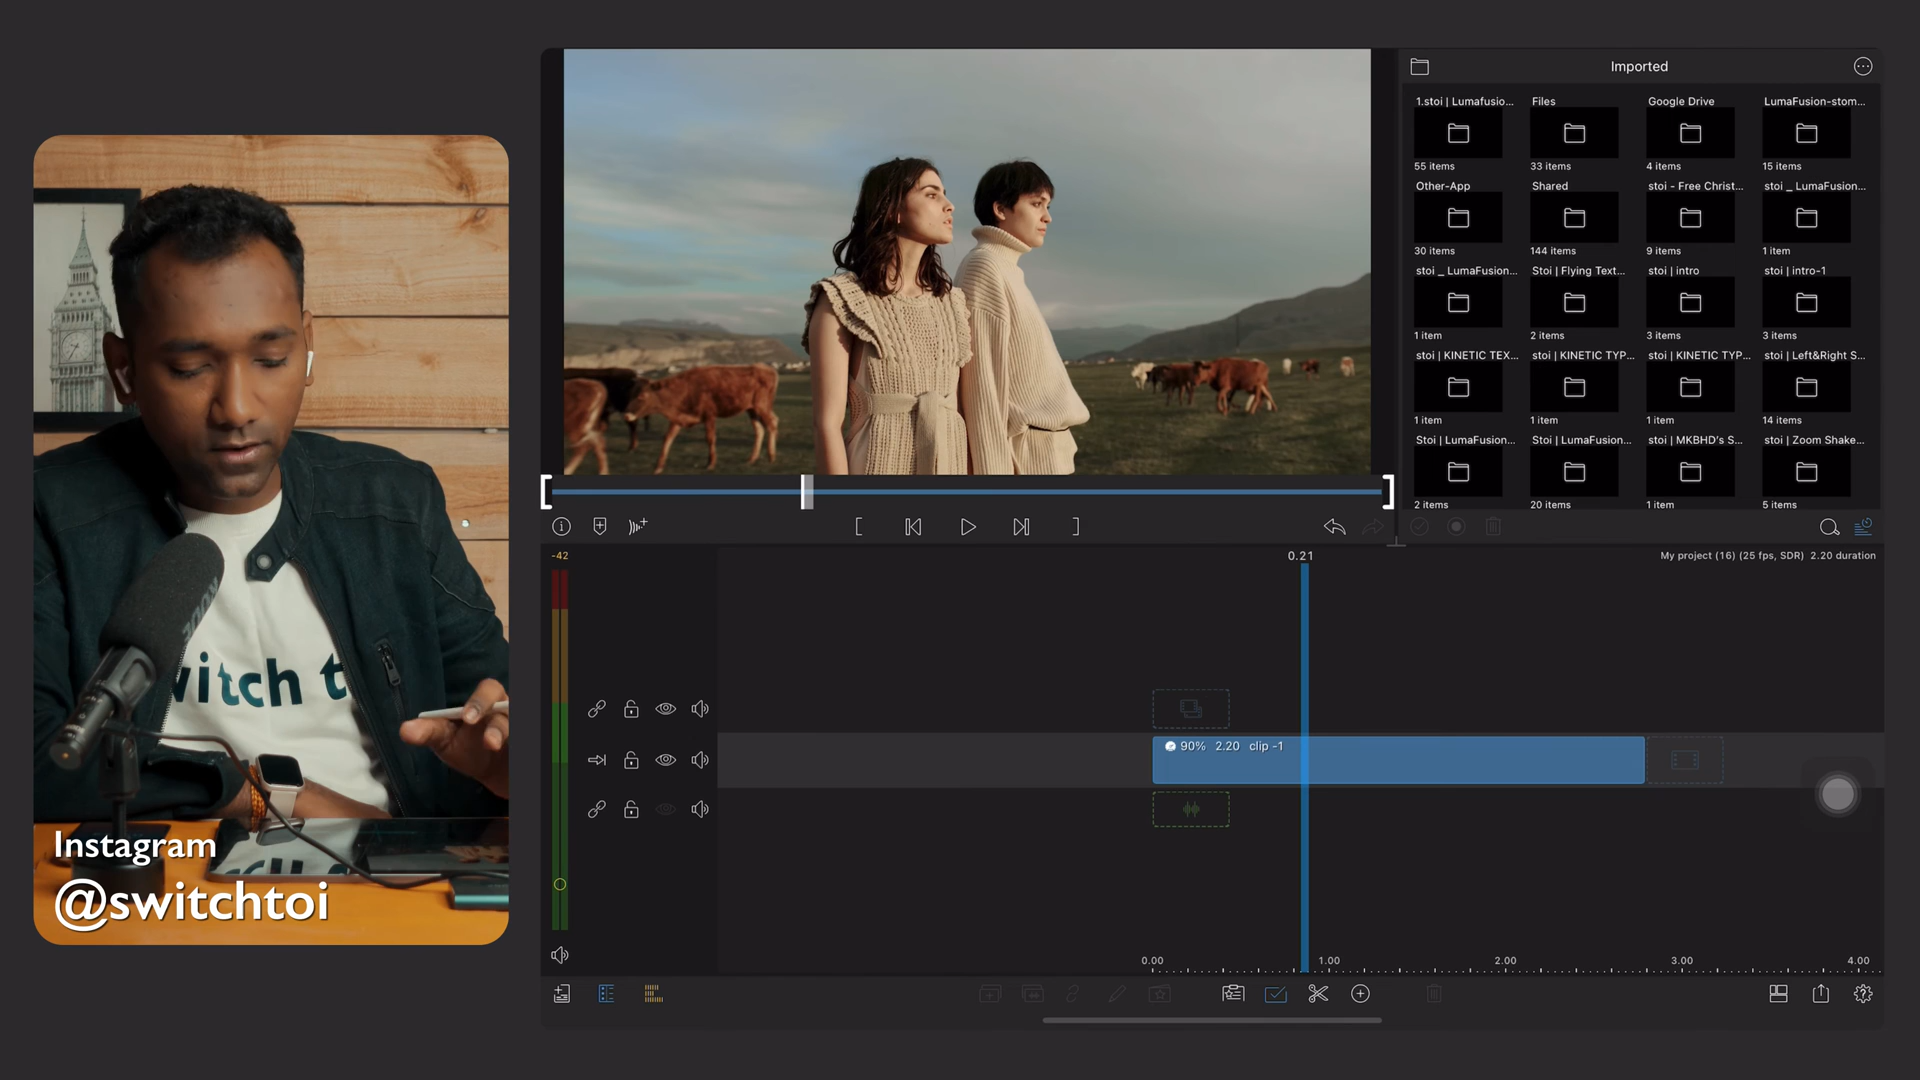 Imported
1.stoi | Lumafusio...
Files
Google Drive
LumaFusion-stom...
55 items
33 items
4 items
15 items
Other-App
Shared
stoi - Free Christ...
stoi _ LumaFusion...
30 items
144 items
9 items
1 item
stoi _ LumaFusion...
Stoi | Flying Text...
stoi | intro
stoi | intro-1
1 item
2 items
3 items
3 items
stoi | KINETIC TEX...
stoi | KINETIC TYP...
stoi | KINETIC TYP...
stoi | Left&Right S...
1 item
1 item
1 item
14 items
Stoi | LumaFusion...
Stoi | LumaFusion...
stoi | MKBHD's S...
stoi | Zoom Shake...
2 items
20 items
1 item
5 items
-42
0.21
My project (16) (25 fps, SDR) 2.20 duration
90% 2.20 clip -1
0.00
1.00
2.00
3.00
4.00
RODE
witch t
Instagram
@switchtoi